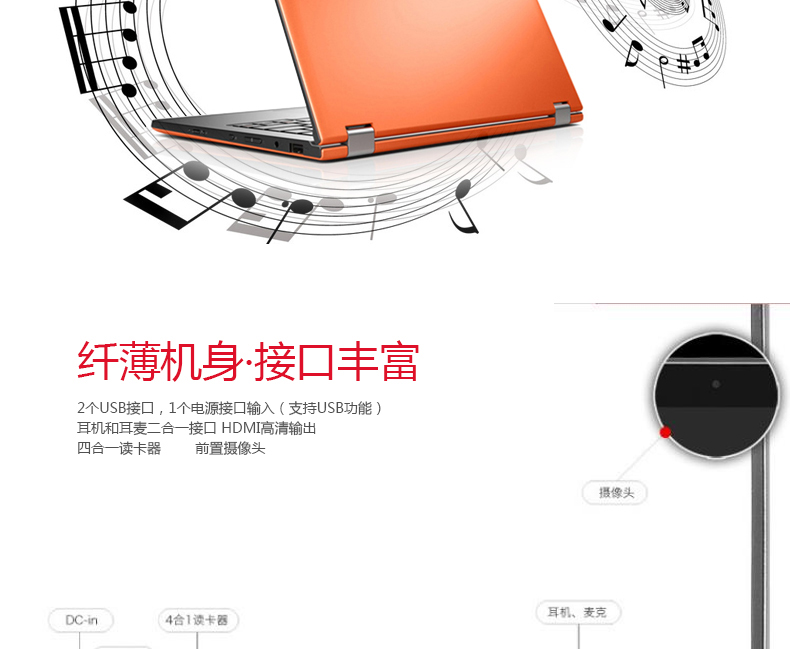 纤薄机身·接口丰富
2个USB接口，1个电源接口输入（支持USB功能）
耳机和耳麦二合一接口 HDMI高清输出
四合一读卡器 前置摄像头
摄像头
DC-in 4合1读卡器 耳机、麦克